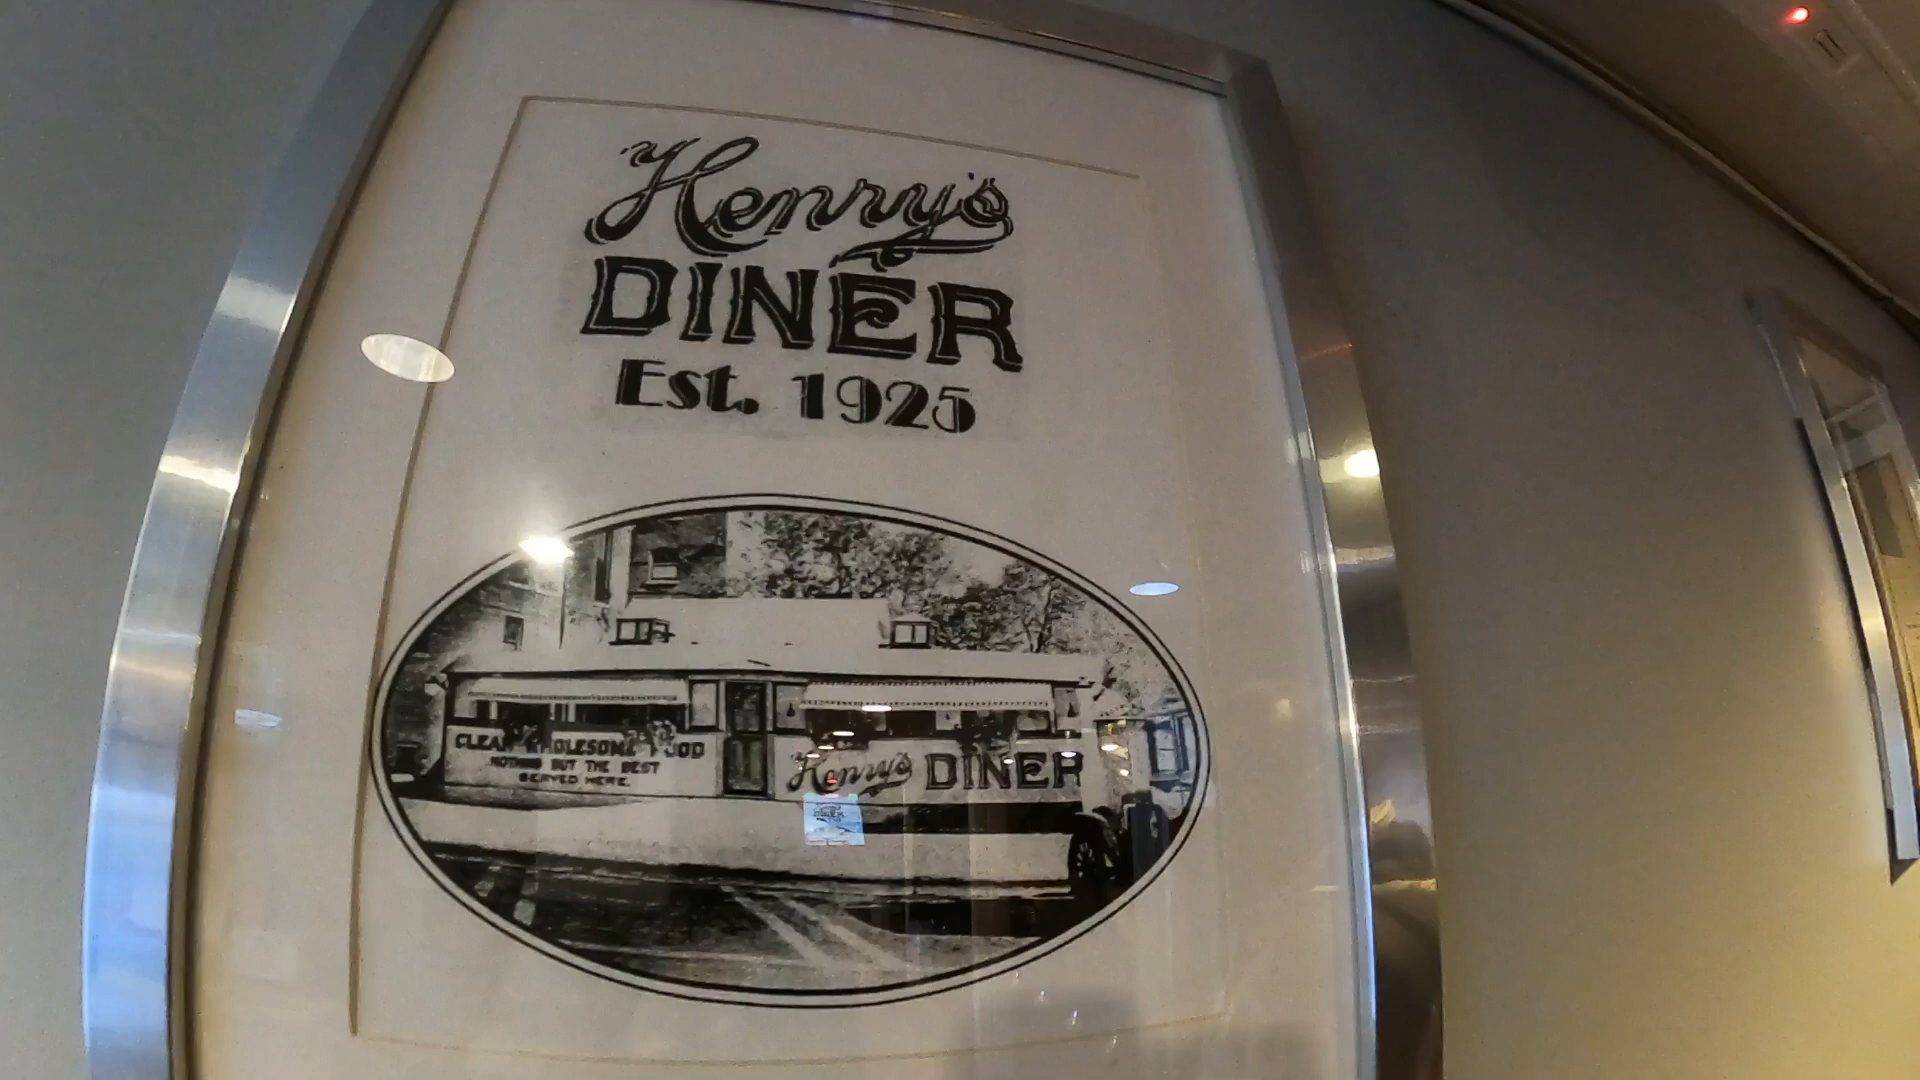 Henry's
DINER
Est. 1925
CLEAN WHOLESOME FOOD
NOTHING BUT THE BEST
SERVED HERE.
Henry's DINER